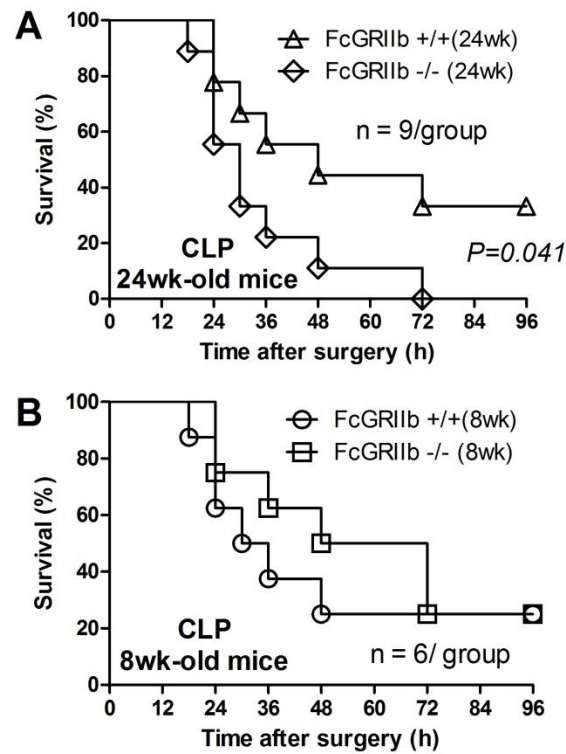 A
FcGRIIb +/+(24wk)
FcGRIIb -/- (24wk)
n = 9/group
CLP
24wk-old mice
P=0.041
Survival (%)
100
80
60
40
20
0
0 12 24 36 48 60 72 84 96
Time after surgery (h)
B
FcGRIIb +/+(8wk)
FcGRIIb -/- (8wk)
CLP
8wk-old mice
n = 6/ group
Survival (%)
100
80
60
40
20
0
0 12 24 36 48 60 72 84 96
Time after surgery (h)